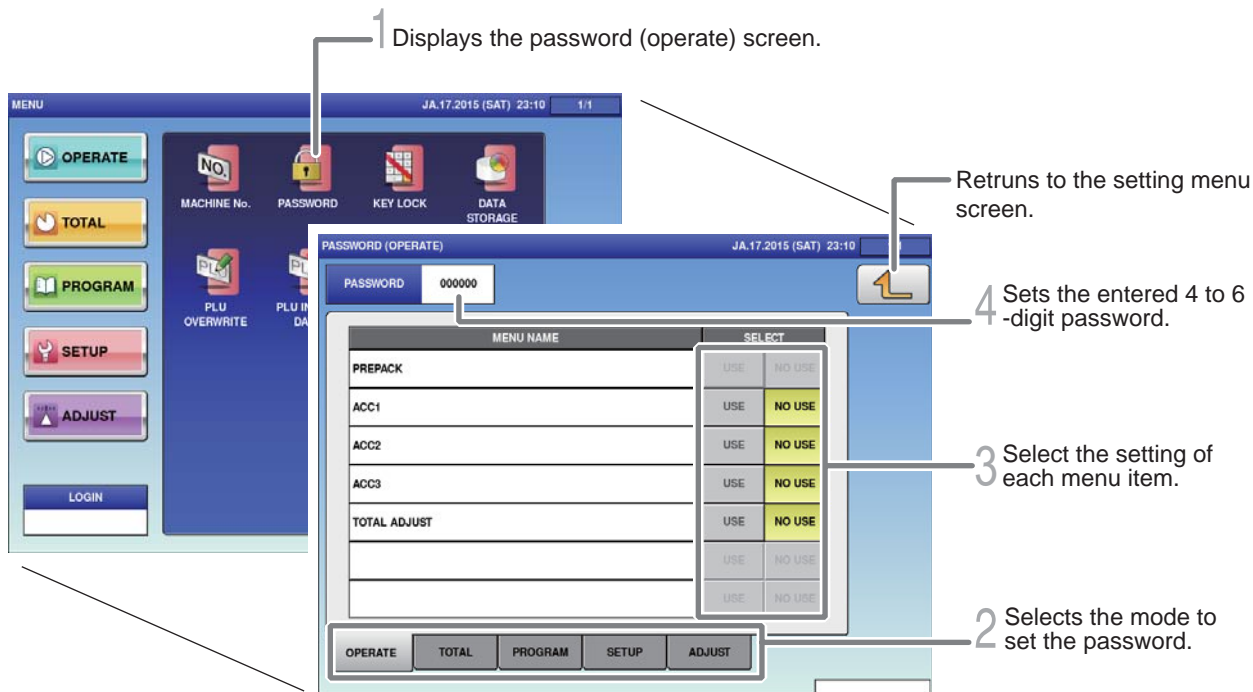 1 Displays the password (operate) screen.
MENU
JA.17.2015 (SAT) 23:10 1/1
OPERATE
TOTAL
PROGRAM
SETUP
ADJUST
LOGIN
NO.
MACHINE No.
PASSWORD
KEY LOCK
DATA
STORAGE
PLU
PLU
OVERWRITE
Retruns to the setting menu
screen.
PASSWORD (OPERATE)
JA.17.2015 (SAT) 23:10
PASSWORD 000000
4 Sets the entered 4 to 6
-digit password.
MENU NAME SELECT
PREPACK USE NO USE
ACC1 USE NO USE
ACC2 USE NO USE
ACC3 USE NO USE
TOTAL ADJUST USE NO USE
USE NO USE
USE NO USE
3 Select the setting of
each menu item.
2 Selects the mode to
set the password.
OPERATE TOTAL PROGRAM SETUP ADJUST